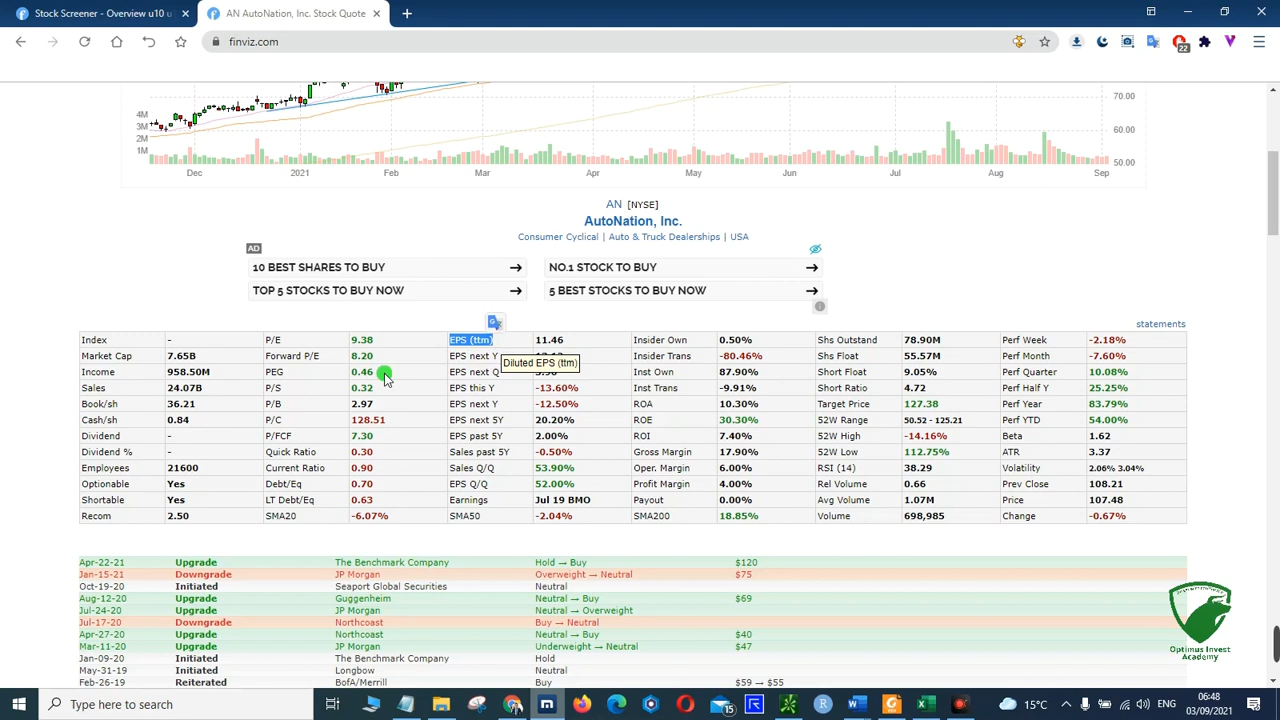 Stock Screener - Overview u10 u
AN AutoNation, Inc. Stock Quote
finviz.com
22
70.00
4M
3M
60.00
2M
1M
50.00
Dec 2021 Feb Mar Apr May Jun Jul Aug Sep
AN [NYSE]
AutoNation, Inc.
Consumer Cyclical | Auto & Truck Dealerships | USA
AD
10 BEST SHARES TO BUY
NO.1 STOCK TO BUY
TOP 5 STOCKS TO BUY NOW
5 BEST STOCKS TO BUY NOW
statements
Index - P/E 9.38 EPS (ttm) 11.46 Insider Own 0.50% Shs Outstand 78.90M Perf Week -2.18%
Market Cap 7.65B Forward P/E 8.20 EPS next Y Insider Trans -80.46% Shs Float 55.57M Perf Month -7.60%
Diluted EPS (ttm)
Income 958.50M PEG 0.46 EPS next Q Inst Own 87.90% Short Float 9.05% Perf Quarter 10.08%
Sales 24.07B P/S 0.32 EPS this Y -13.60% Inst Trans -9.91% Short Ratio 4.72 Perf Half Y 25.25%
Book/sh 36.21 P/B 2.97 EPS next Y -12.50% ROA 10.30% Target Price 127.38 Perf Year 83.79%
Cash/sh 0.84 P/C 128.51 EPS next 5Y 20.20% ROE 30.30% 52W Range 50.52 - 125.21 Perf YTD 54.00%
Dividend - P/FCF 7.30 EPS past 5Y 2.00% ROI 7.40% 52W High -14.16% Beta 1.62
Dividend % - Quick Ratio 0.30 Sales past 5Y -0.50% Gross Margin 17.90% 52W Low 112.75% ATR 3.37
Employees 21600 Current Ratio 0.90 Sales Q/Q 53.90% Oper. Margin 6.00% RSI (14) 38.29 Volatility 2.06% 3.04%
Optionable Yes Debt/Eq 0.70 EPS Q/Q 52.00% Profit Margin 4.00% Rel Volume 0.66 Prev Close 108.21
Shortable Yes LT Debt/Eq 0.63 Earnings Jul 19 BMO Payout 0.00% Avg Volume 1.07M Price 107.48
Recom 2.50 SMA20 -6.07% SMA50 -2.04% SMA200 18.85% Volume 698,985 Change -0.67%
Apr-22-21 Upgrade The Benchmark Company Hold → Buy $120
Jan-15-21 Downgrade JP Morgan Overweight → Neutral $75
Oct-19-20 Initiated Seaport Global Securities Neutral
Aug-12-20 Upgrade Guggenheim Neutral → Buy $69
Jul-24-20 Upgrade JP Morgan Neutral → Overweight
Jul-17-20 Downgrade Northcoast Buy → Neutral
Apr-27-20 Upgrade Northcoast Neutral → Buy $40
Mar-11-20 Upgrade JP Morgan Underweight → Neutral $47
Jan-09-20 Initiated The Benchmark Company Hold
May-31-19 Initiated Longbow Neutral
Feb-26-19 Reiterated BofA/Merrill Buy $59 → $55
Optimus Invest
Academy
Type here to search
15
15°C
ENG
06:48
03/09/2021